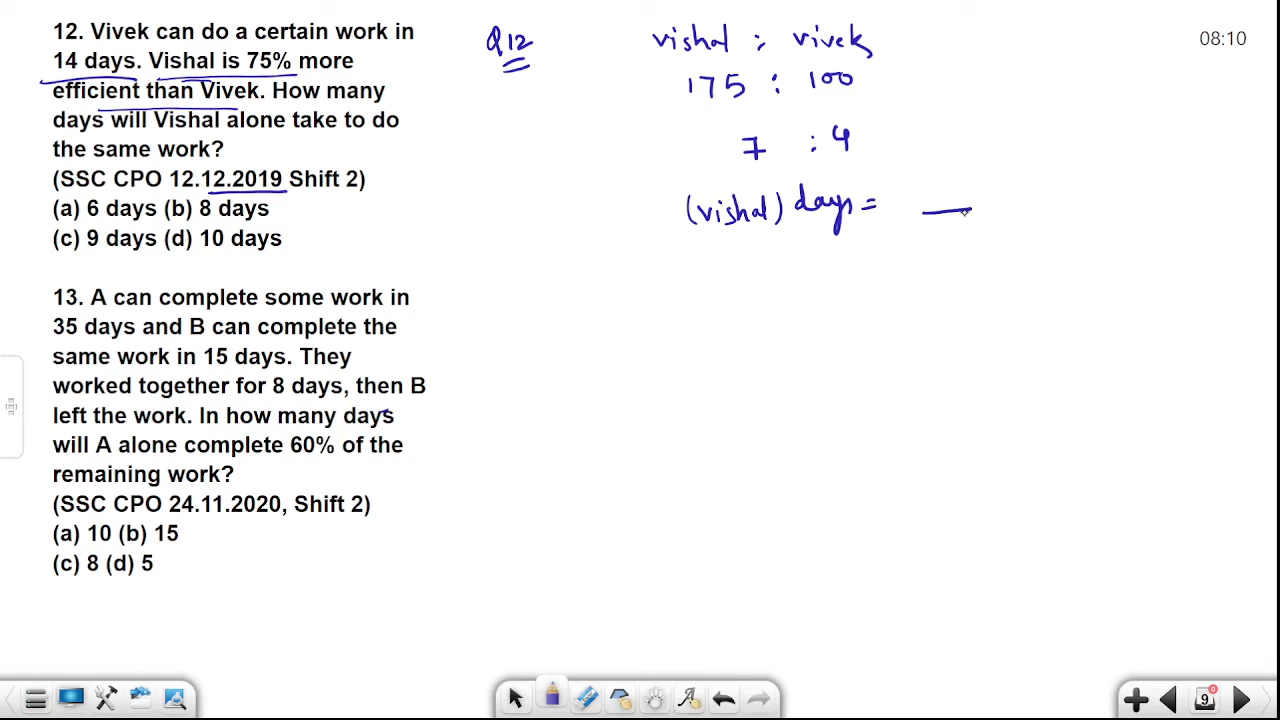 12. Vivek can do a certain work in
14 days. Vishal is 75% more
efficient than Vivek. How many
days will Vishal alone take to do
the same work?
(SSC CPO 12.12.2019 Shift 2)
(a) 6 days (b) 8 days
(c) 9 days (d) 10 days
13. A can complete some work in
35 days and B can complete the
same work in 15 days. They
worked together for 8 days, then B
left the work. In how many days
will A alone complete 60% of the
remaining work?
(SSC CPO 24.11.2020, Shift 2)
(a) 10 (b) 15
(c) 8 (d) 5
Q12
vishal : vivek
175 : 100
7 : 4
(vishal) days =
08:10
9
0